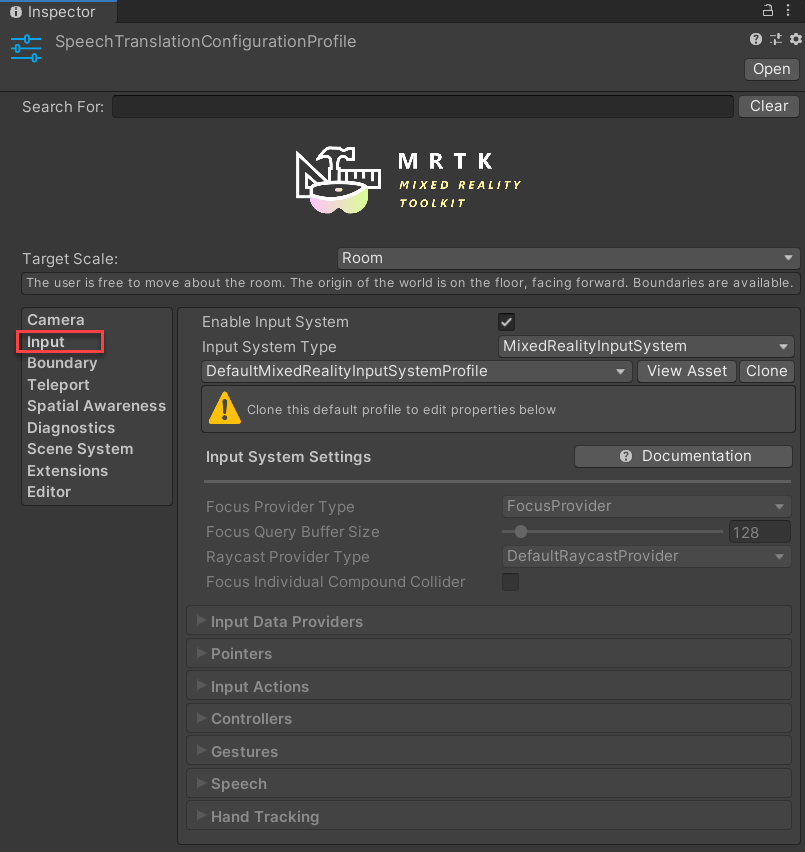 Inspector
SpeechTranslationConfigurationProfile
Open
Search For:
Clear
MRTK
MIXED REALITY
TOOLKIT
Target Scale:
Room
The user is free to move about the room. The origin of the world is on the floor, facing forward. Boundaries are available.
Camera
Input
Boundary
Teleport
Spatial Awareness
Diagnostics
Scene System
Extensions
Editor
Enable Input System
Input System Type
MixedRealityInputSystem
DefaultMixedRealityInputSystemProfile
View Asset
Clone
Clone this default profile to edit properties below
Input System Settings
Documentation
Focus Provider Type
FocusProvider
Focus Query Buffer Size
128
Raycast Provider Type
DefaultRaycastProvider
Focus Individual Compound Collider
Input Data Providers
Pointers
Input Actions
Controllers
Gestures
Speech
Hand Tracking